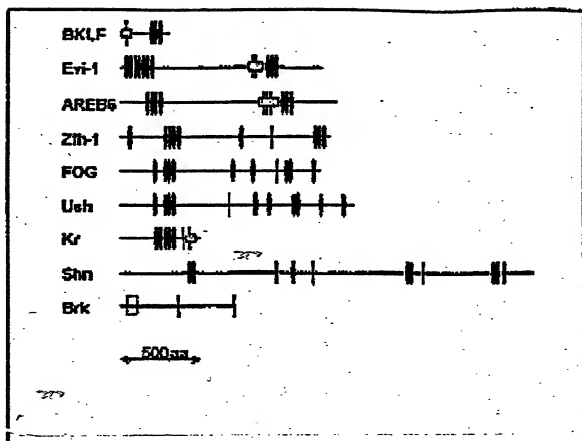 BKLF
Evi-1
AREB6
Zfh-1
FOG
Ush
Kr
Shn
Brk
500aa